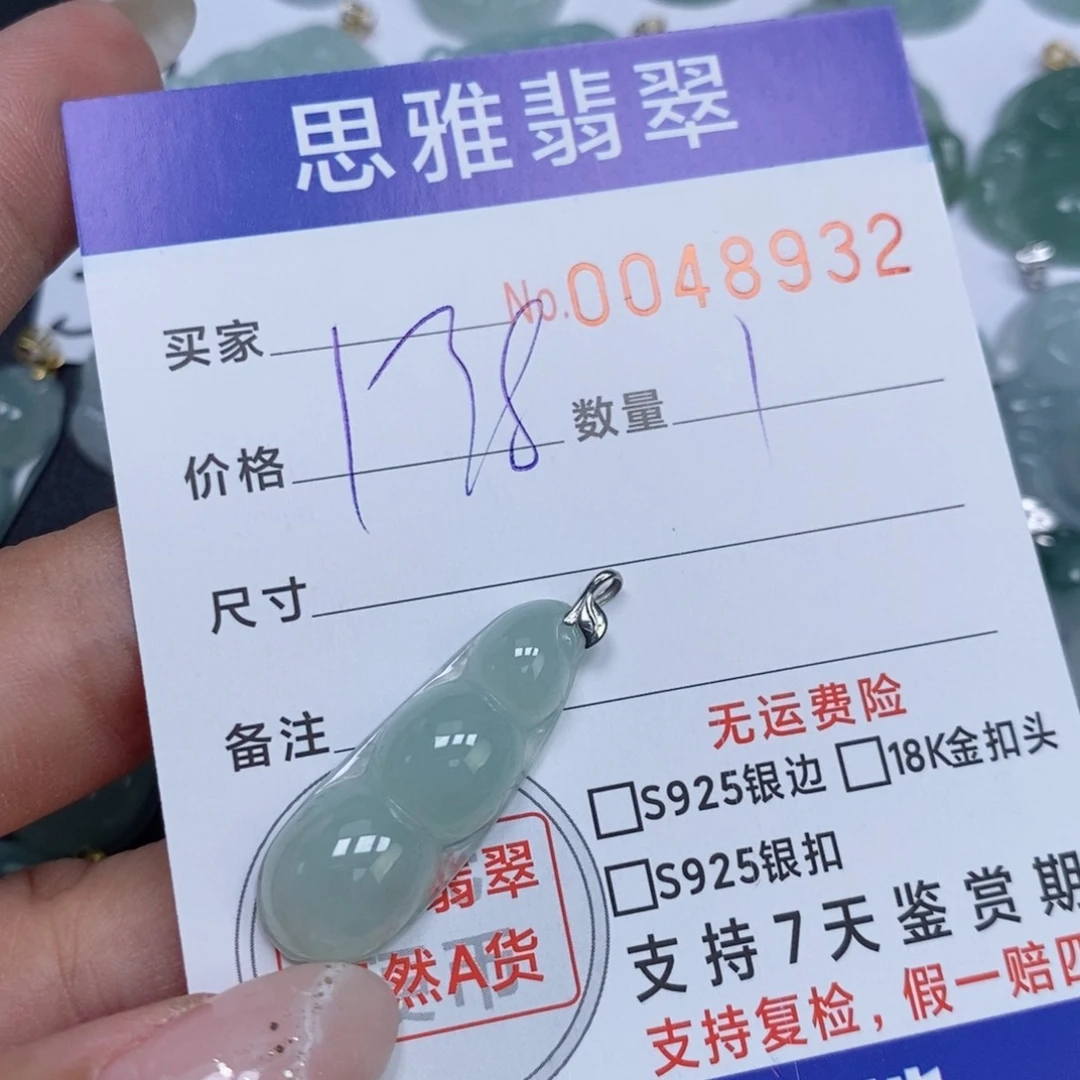 思雅翡翠
No.0048932
买家
价格 138 数量 1
尺寸
备注
无运费险
□S925银边 □18K金扣头
□S925银扣
翡翠
然A货
支持7天鉴赏期
支持复检，假一赔四